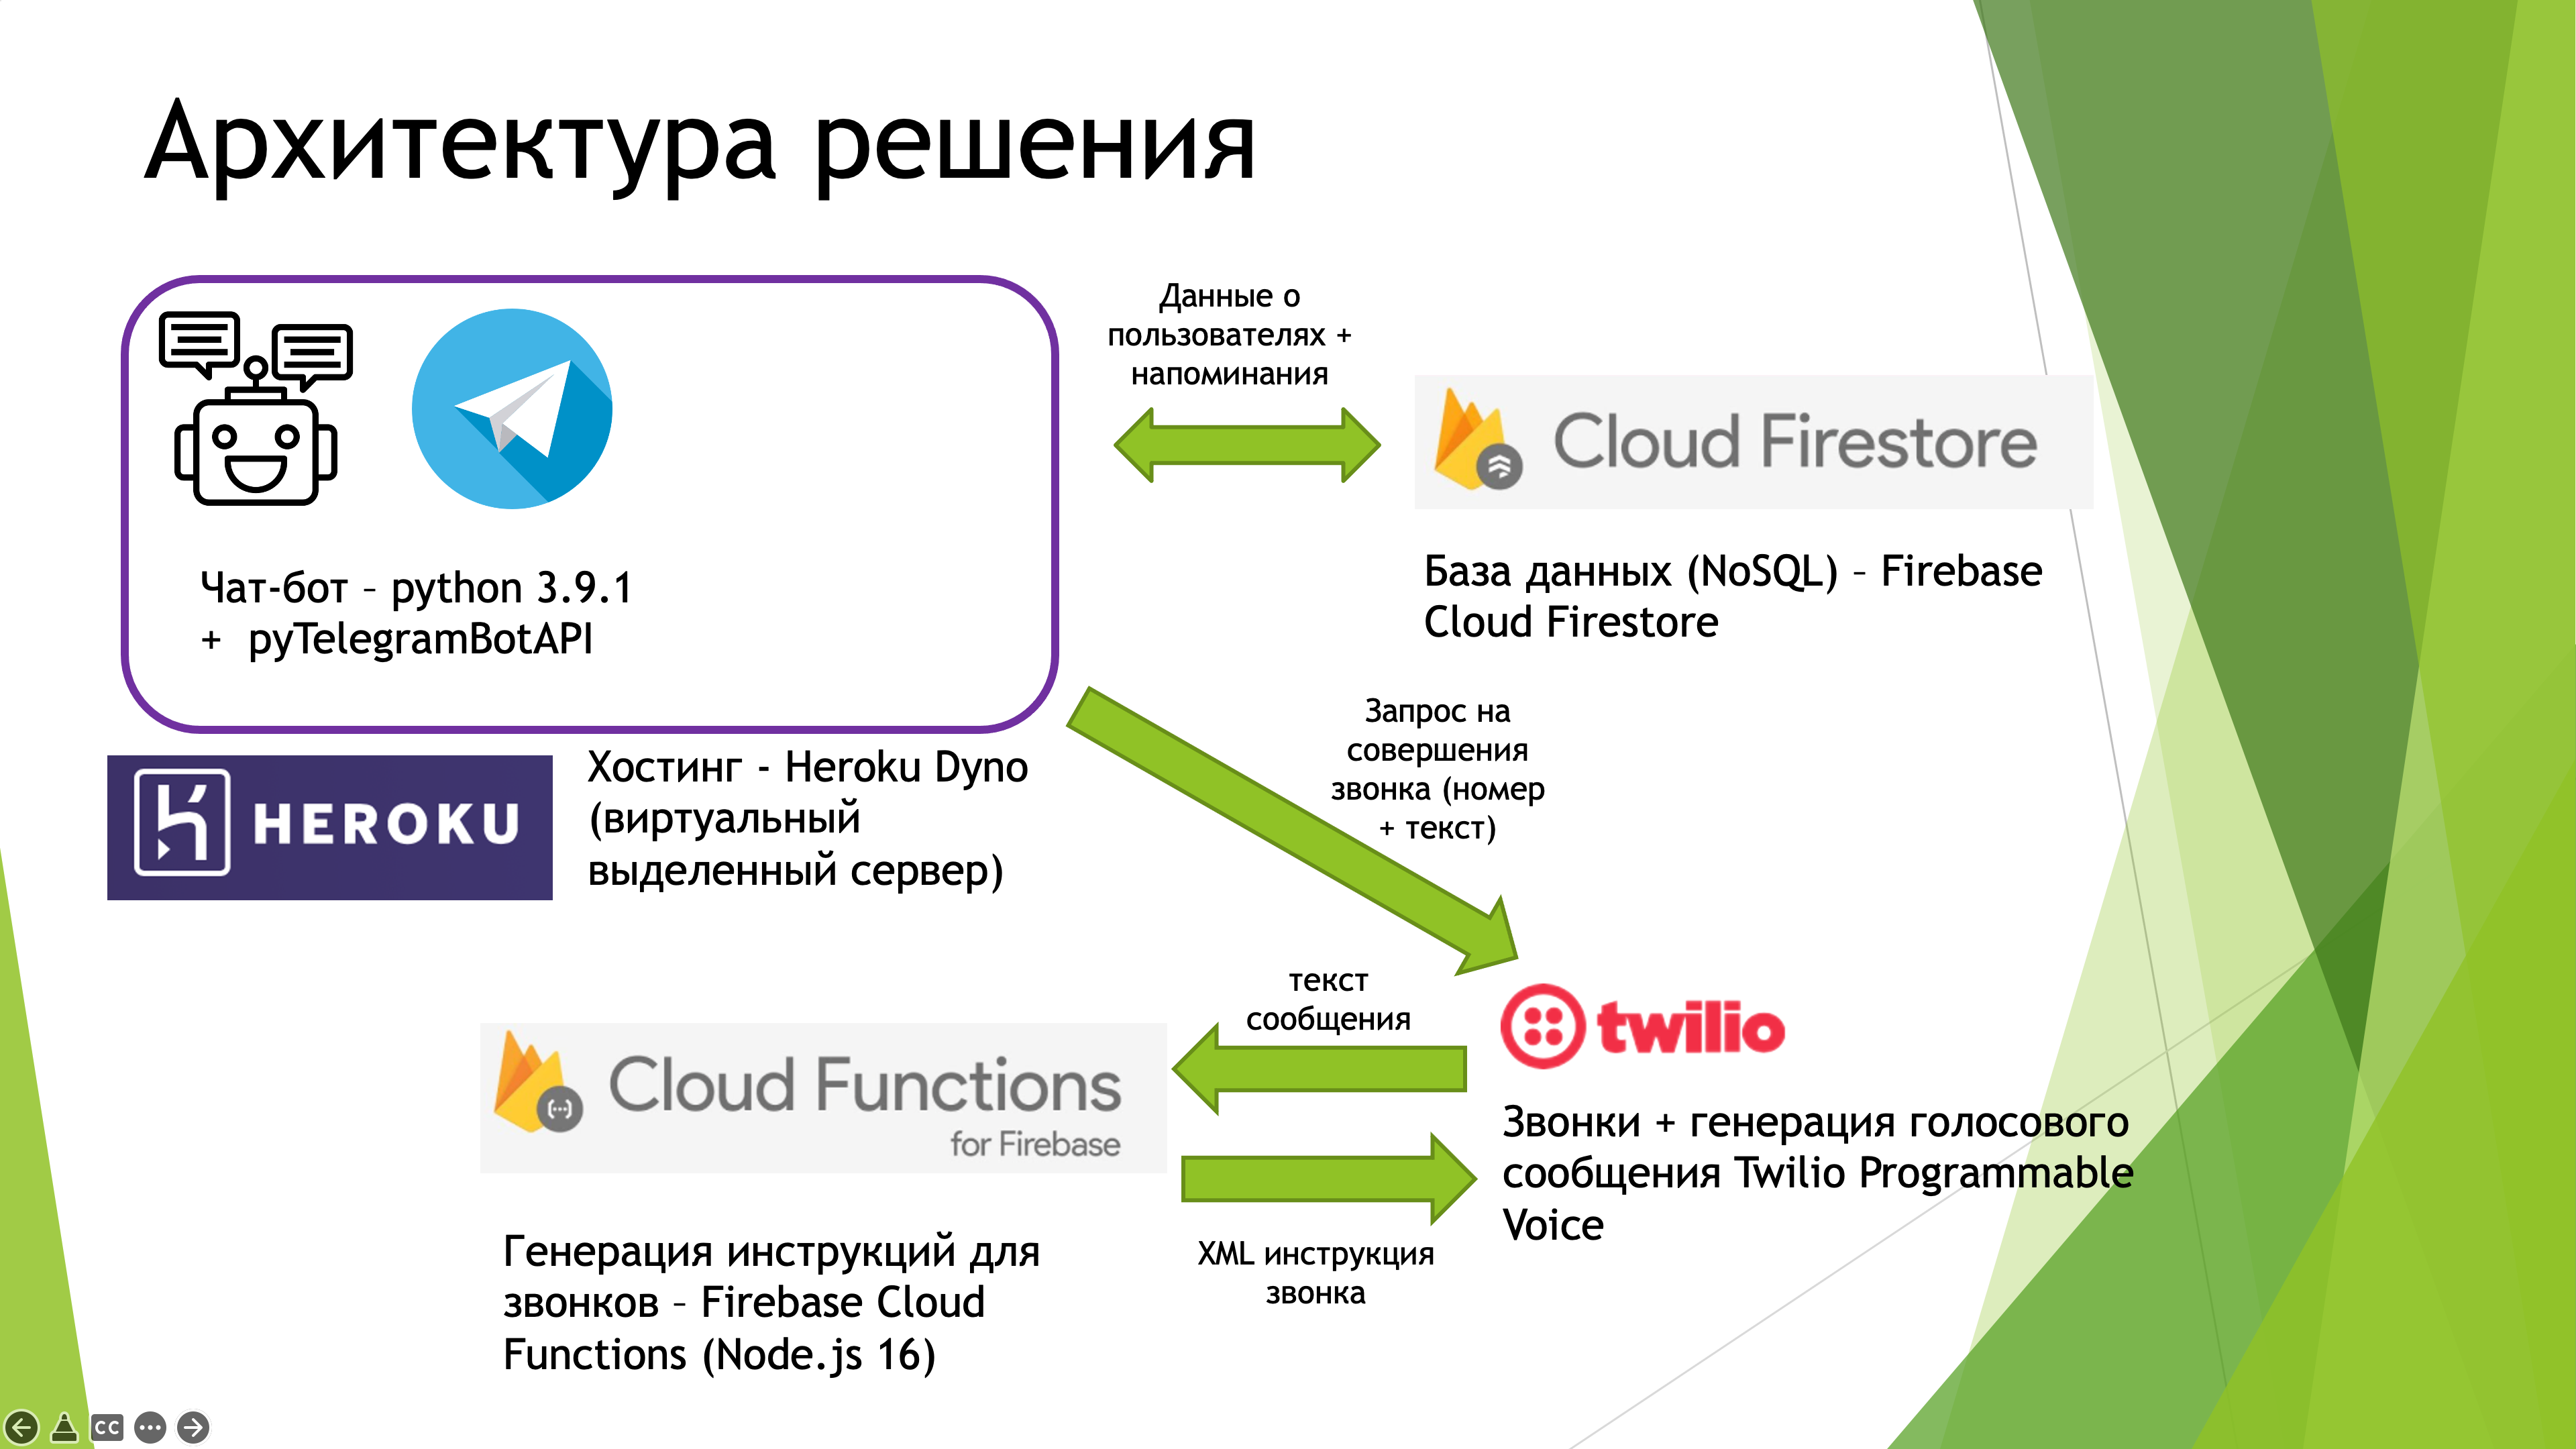 Архитектура решения
Данные о
пользователях +
напоминания
Cloud Firestore
Чат-бот – python 3.9.1
+ pyTelegramBotAPI
База данных (NoSQL) – Firebase
Cloud Firestore
HEROKU
Хостинг - Heroku Dyno
(виртуальный
выделенный сервер)
Запрос на
совершения
звонка (номер
+ текст)
текст
сообщения
twilio
Cloud Functions
for Firebase
Звонки + генерация голосового
сообщения Twilio Programmable
Voice
XML инструкция
звонка
Генерация инструкций для
звонков – Firebase Cloud
Functions (Node.js 16)
CC